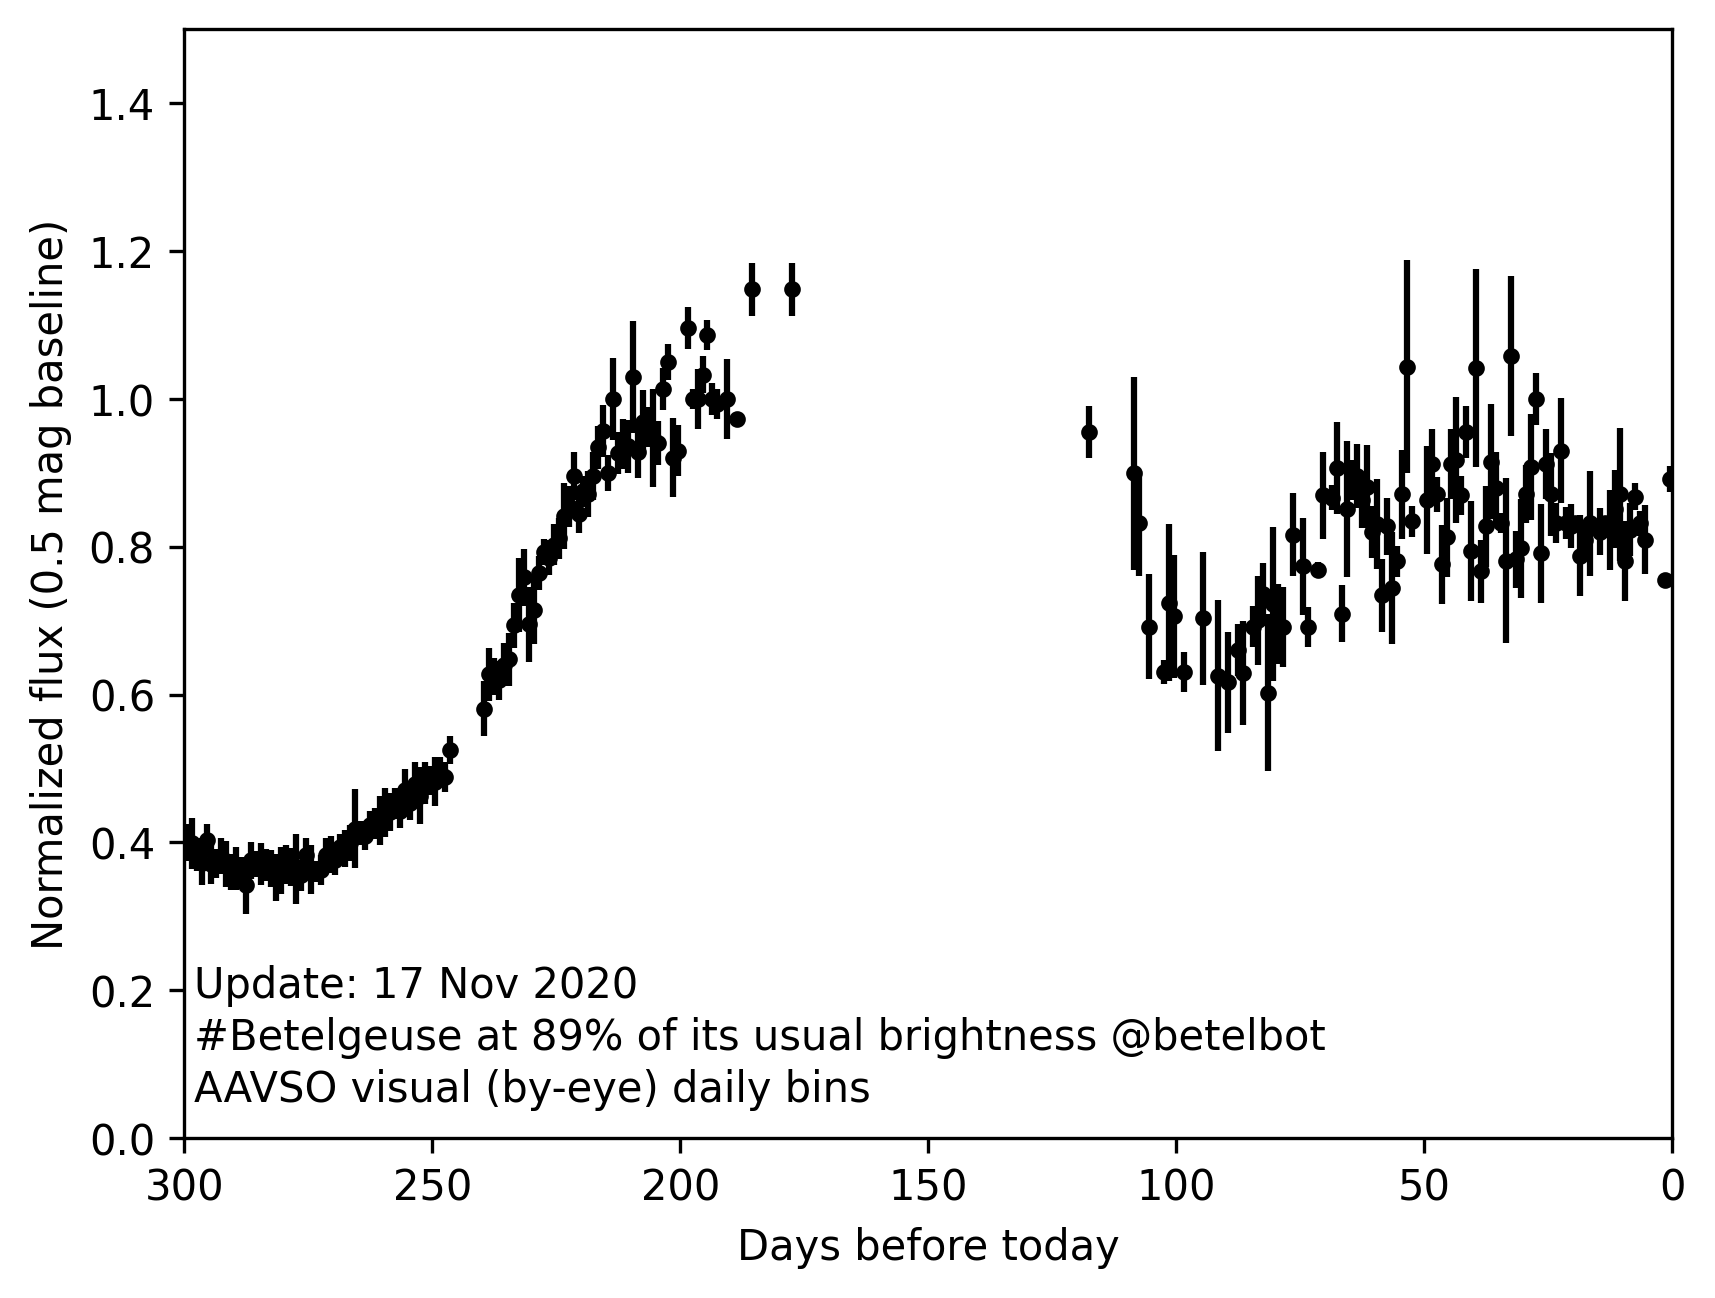 1.4
1.2
1.0
0.8
0.6
0.4
0.2
0.0
Normalized flux (0.5 mag baseline)
Update: 17 Nov 2020
#Betelgeuse at 89% of its usual brightness @betelbot
AAVSO visual (by-eye) daily bins
300 250 200 150 100 50 0
Days before today